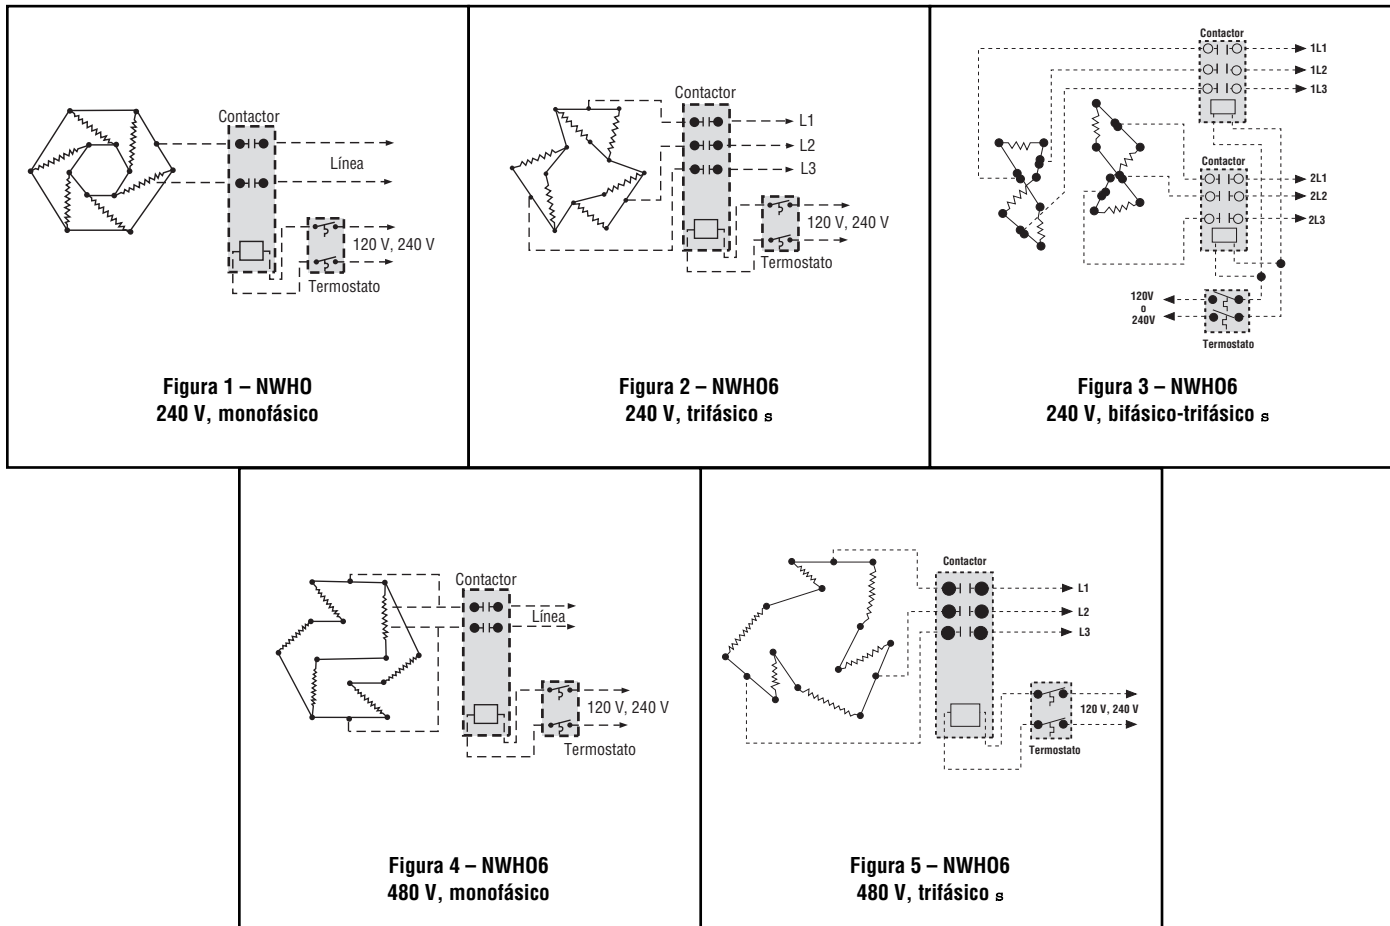 Contactor
Línea
120 V, 240 V
Termostato
Figura 1 – NWHO
240 V, monofásico
Contactor
L1
L2
L3
120 V, 240 V
Termostato
Figura 2 – NWHO6
240 V, trifásico s
Contactor
1L1
1L2
1L3
Contactor
2L1
2L2
2L3
120V
o
240V
Termostato
Figura 3 – NWHO6
240 V, bifásico-trifásico s
Contactor
Línea
120 V, 240 V
Termostato
Figura 4 – NWHO6
480 V, monofásico
Contactor
L1
L2
L3
120 V, 240 V
Termostato
Figura 5 – NWHO6
480 V, trifásico s